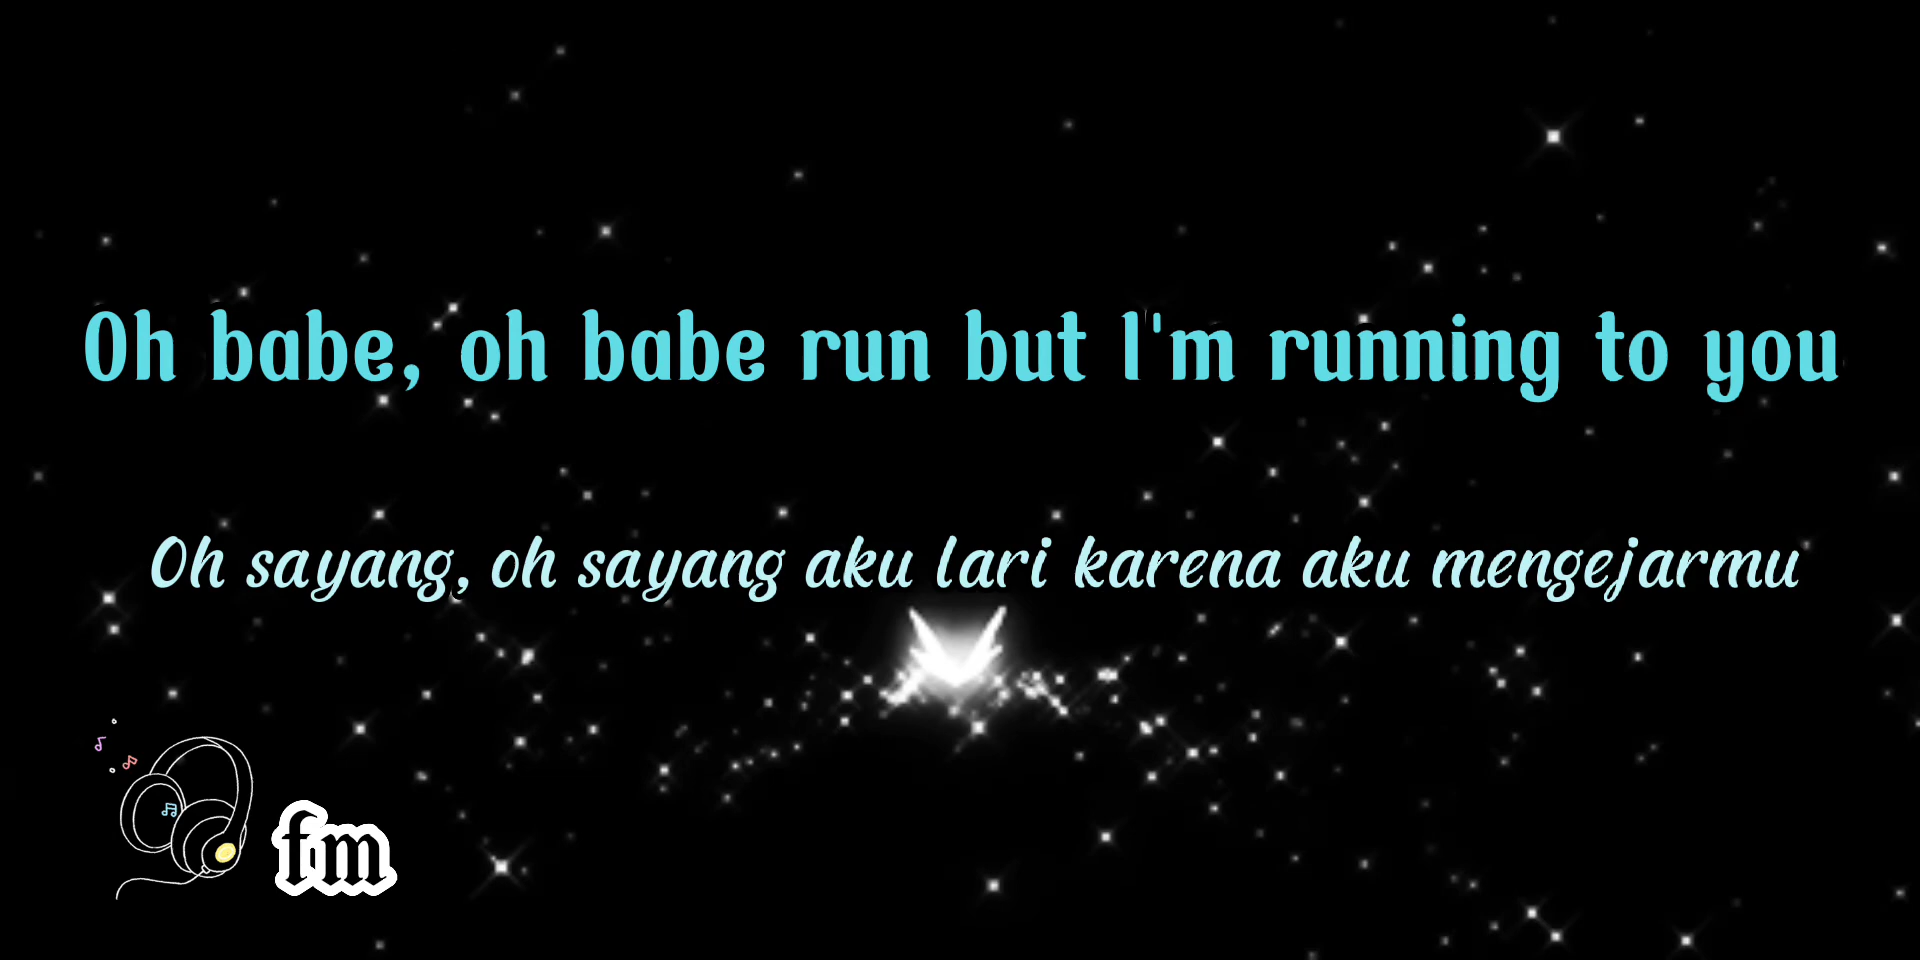 Oh babe, oh babe run but I'm running to you
Oh sayang, oh sayang aku lari karena aku mengejarmu
fm